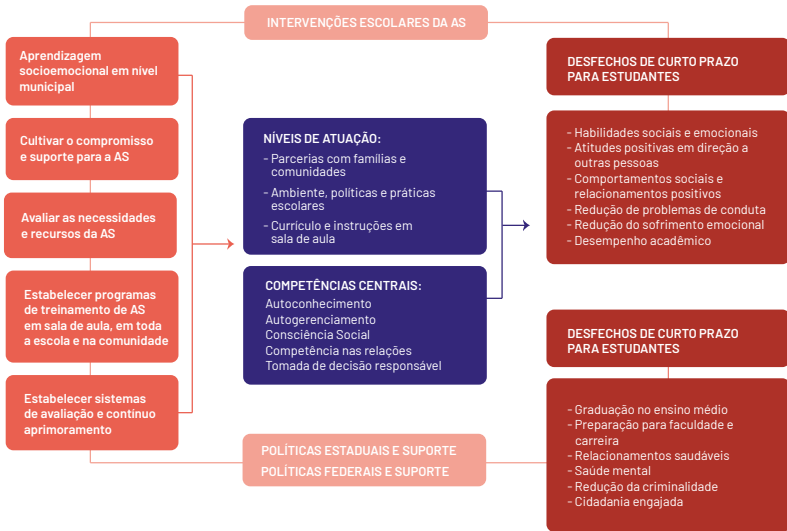 INTERVENÇÕES ESCOLARES DA AS
Aprendizagem
socioemocional em nível
municipal
Cultivar o compromisso
e suporte para a AS
Avaliar as necessidades
e recursos da AS
Estabelecer programas
de treinamento de AS
em sala de aula, em toda
a escola e na comunidade
Estabelecer sistemas
de avaliação e contínuo
aprimoramento
NÍVEIS DE ATUAÇÃO:
- Parcerias com famílias e
comunidades
- Ambiente, políticas e práticas
escolares
- Curriculo e instruções em
sala de aula
COMPETÊNCIAS CENTRAIS:
Autoconhecimento
Autogerenciamento
Consciência Social
Competência nas relações
Tomada de decisão responsável
POLÍTICAS ESTADUAIS E SUPORTE
POLÍTICAS FEDERAIS E SUPORTE
DESFECHOS DE CURTO PRAZO
PARA ESTUDANTES
- Habilidades sociais e emocionais
- Atitudes positivas em direção a
outras pessoas
- Comportamentos sociais e
relacionamentos positivos
- Redução de problemas de conduta
- Redução do sofrimento emocional
- Desempenho acadêmico
DESFECHOS DE CURTO PRAZO
PARA ESTUDANTES
- Graduação no ensino médio
- Preparação para faculdade e
carreira
- Relacionamentos saudáveis
- Saúde mental
- Redução da criminalidade
- Cidadania engajada